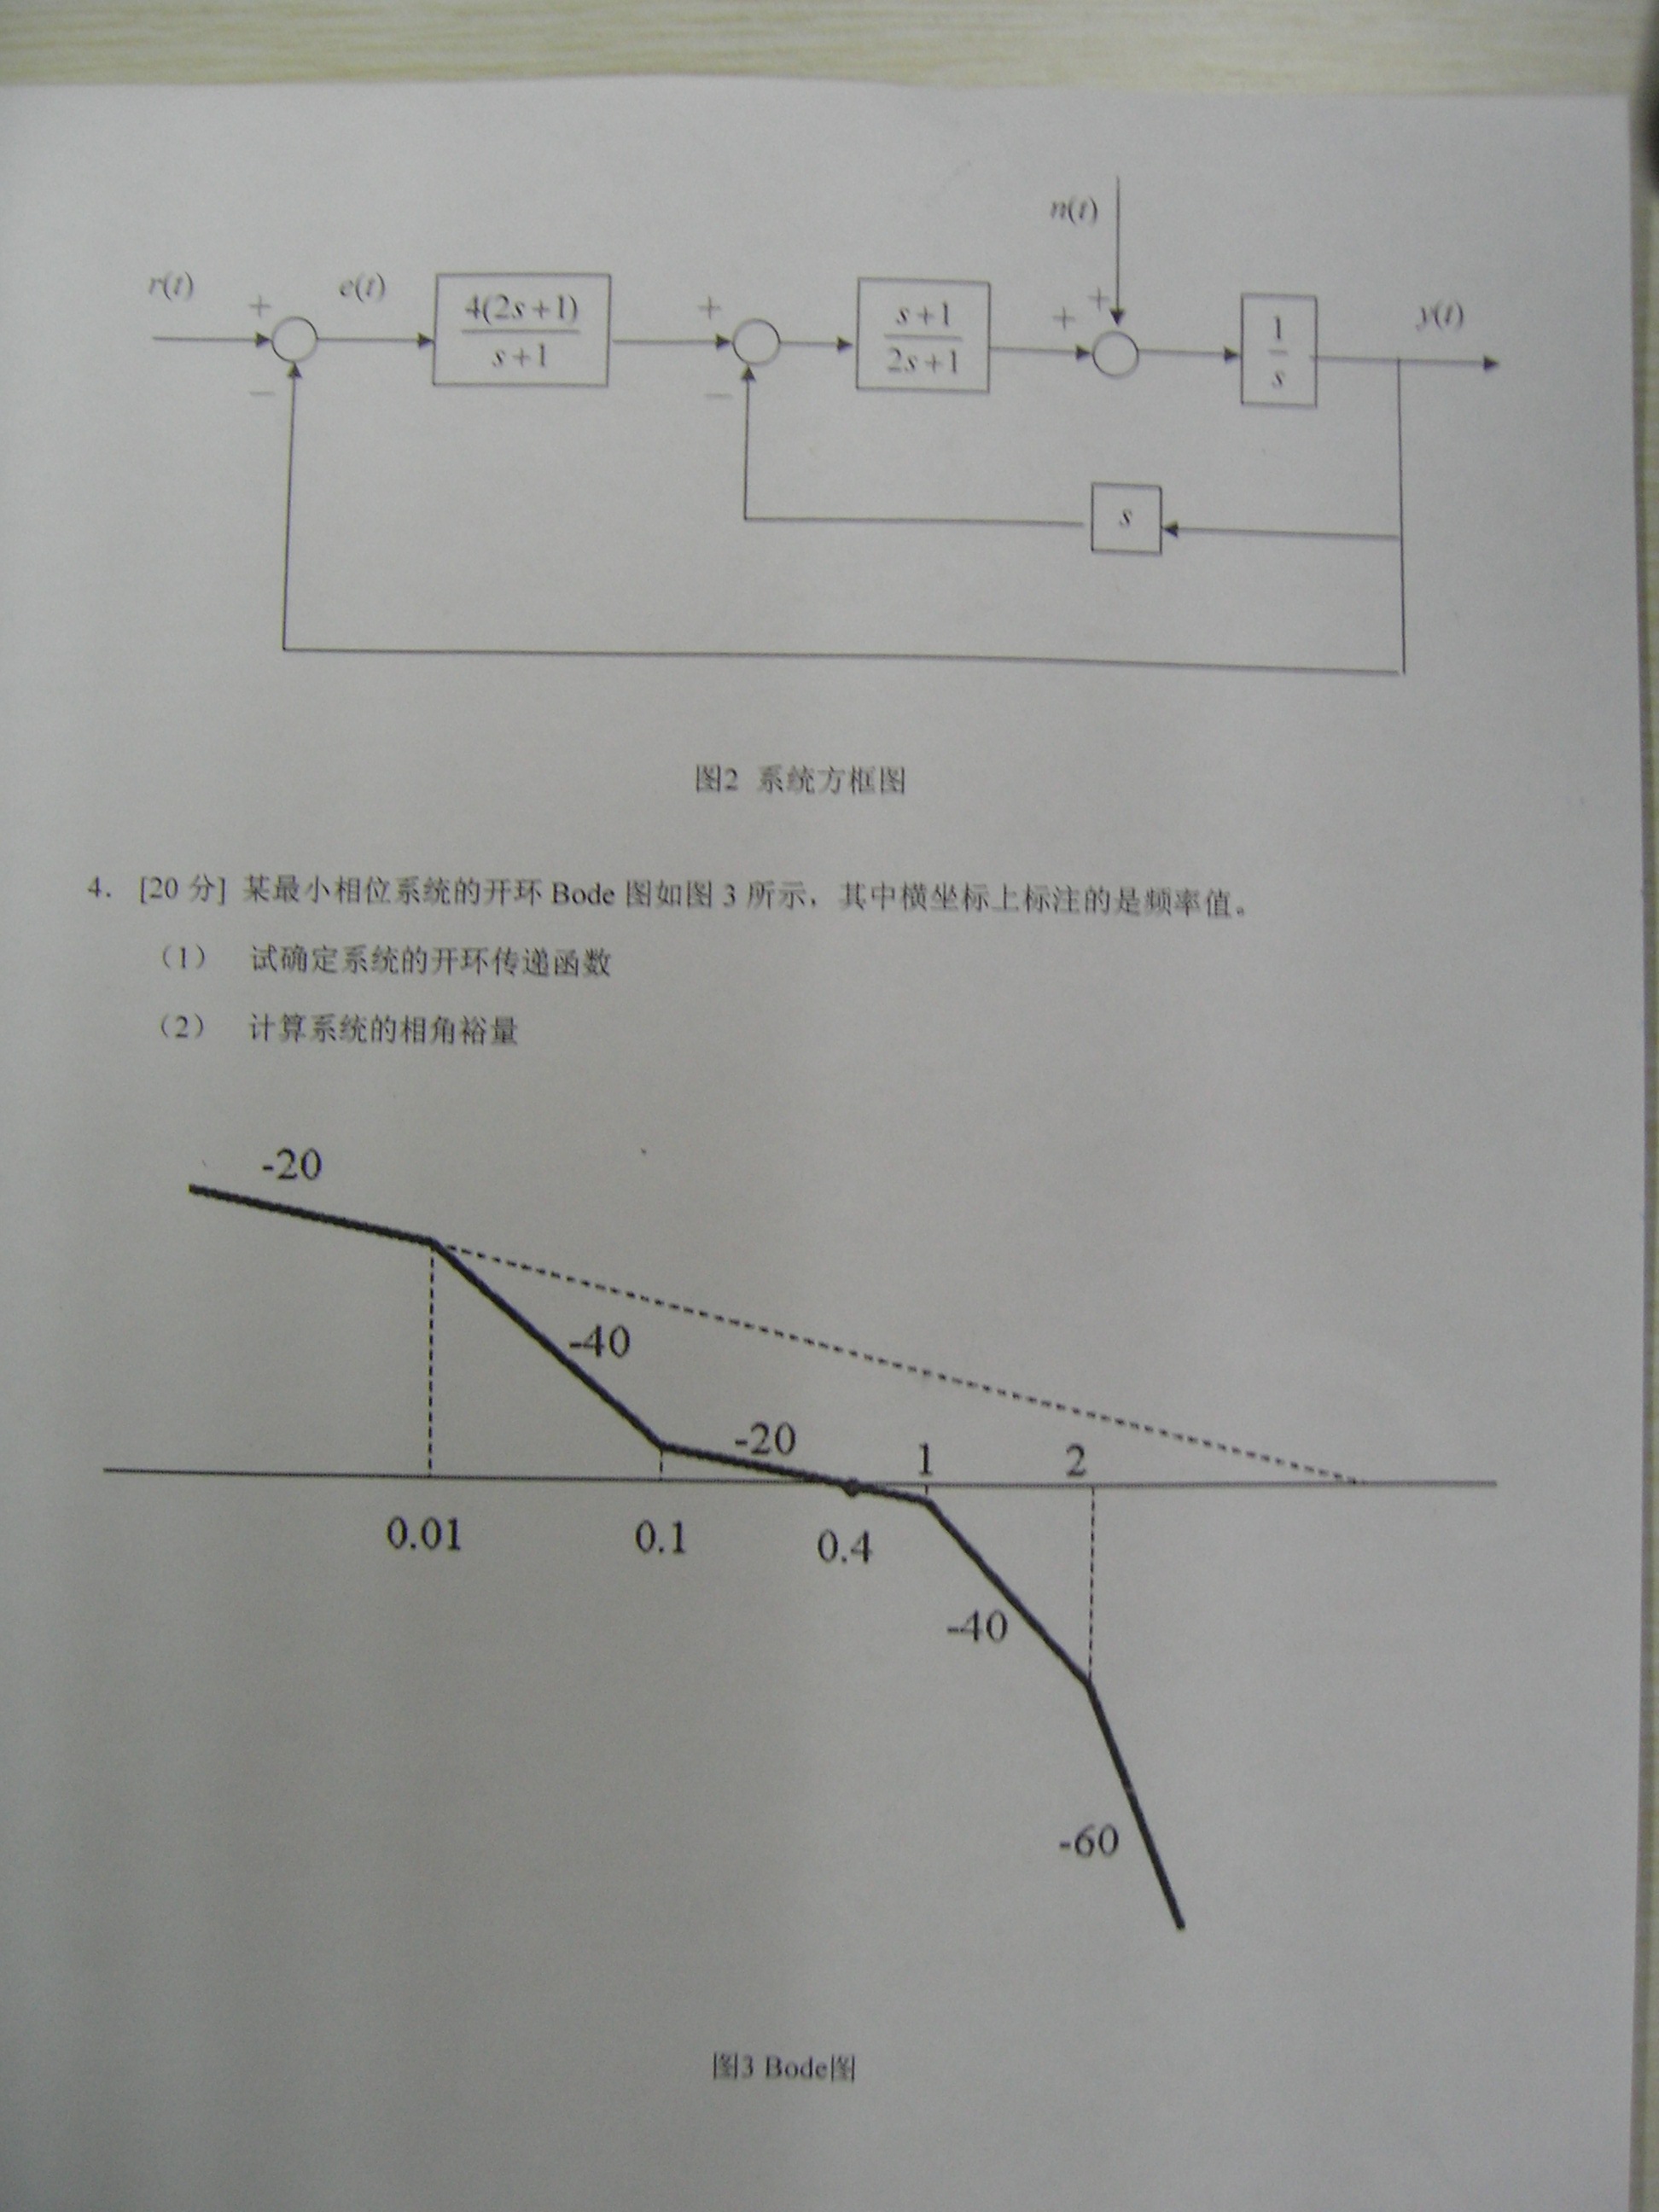 n(t)
r(t) + e(t) 4(2s+1) / s+1 + s+1 / 2s+1 + + 1 / s y(t)
− −
s
图2 系统方框图
4. [20 分] 某最小相位系统的开环 Bode 图如图 3 所示，其中横坐标上标注的是频率值。
（1） 试确定系统的开环传递函数
（2） 计算系统的相角裕量
-20
-40
-20 1 2
0.01 0.1 0.4
-40
-60
图3 Bode图